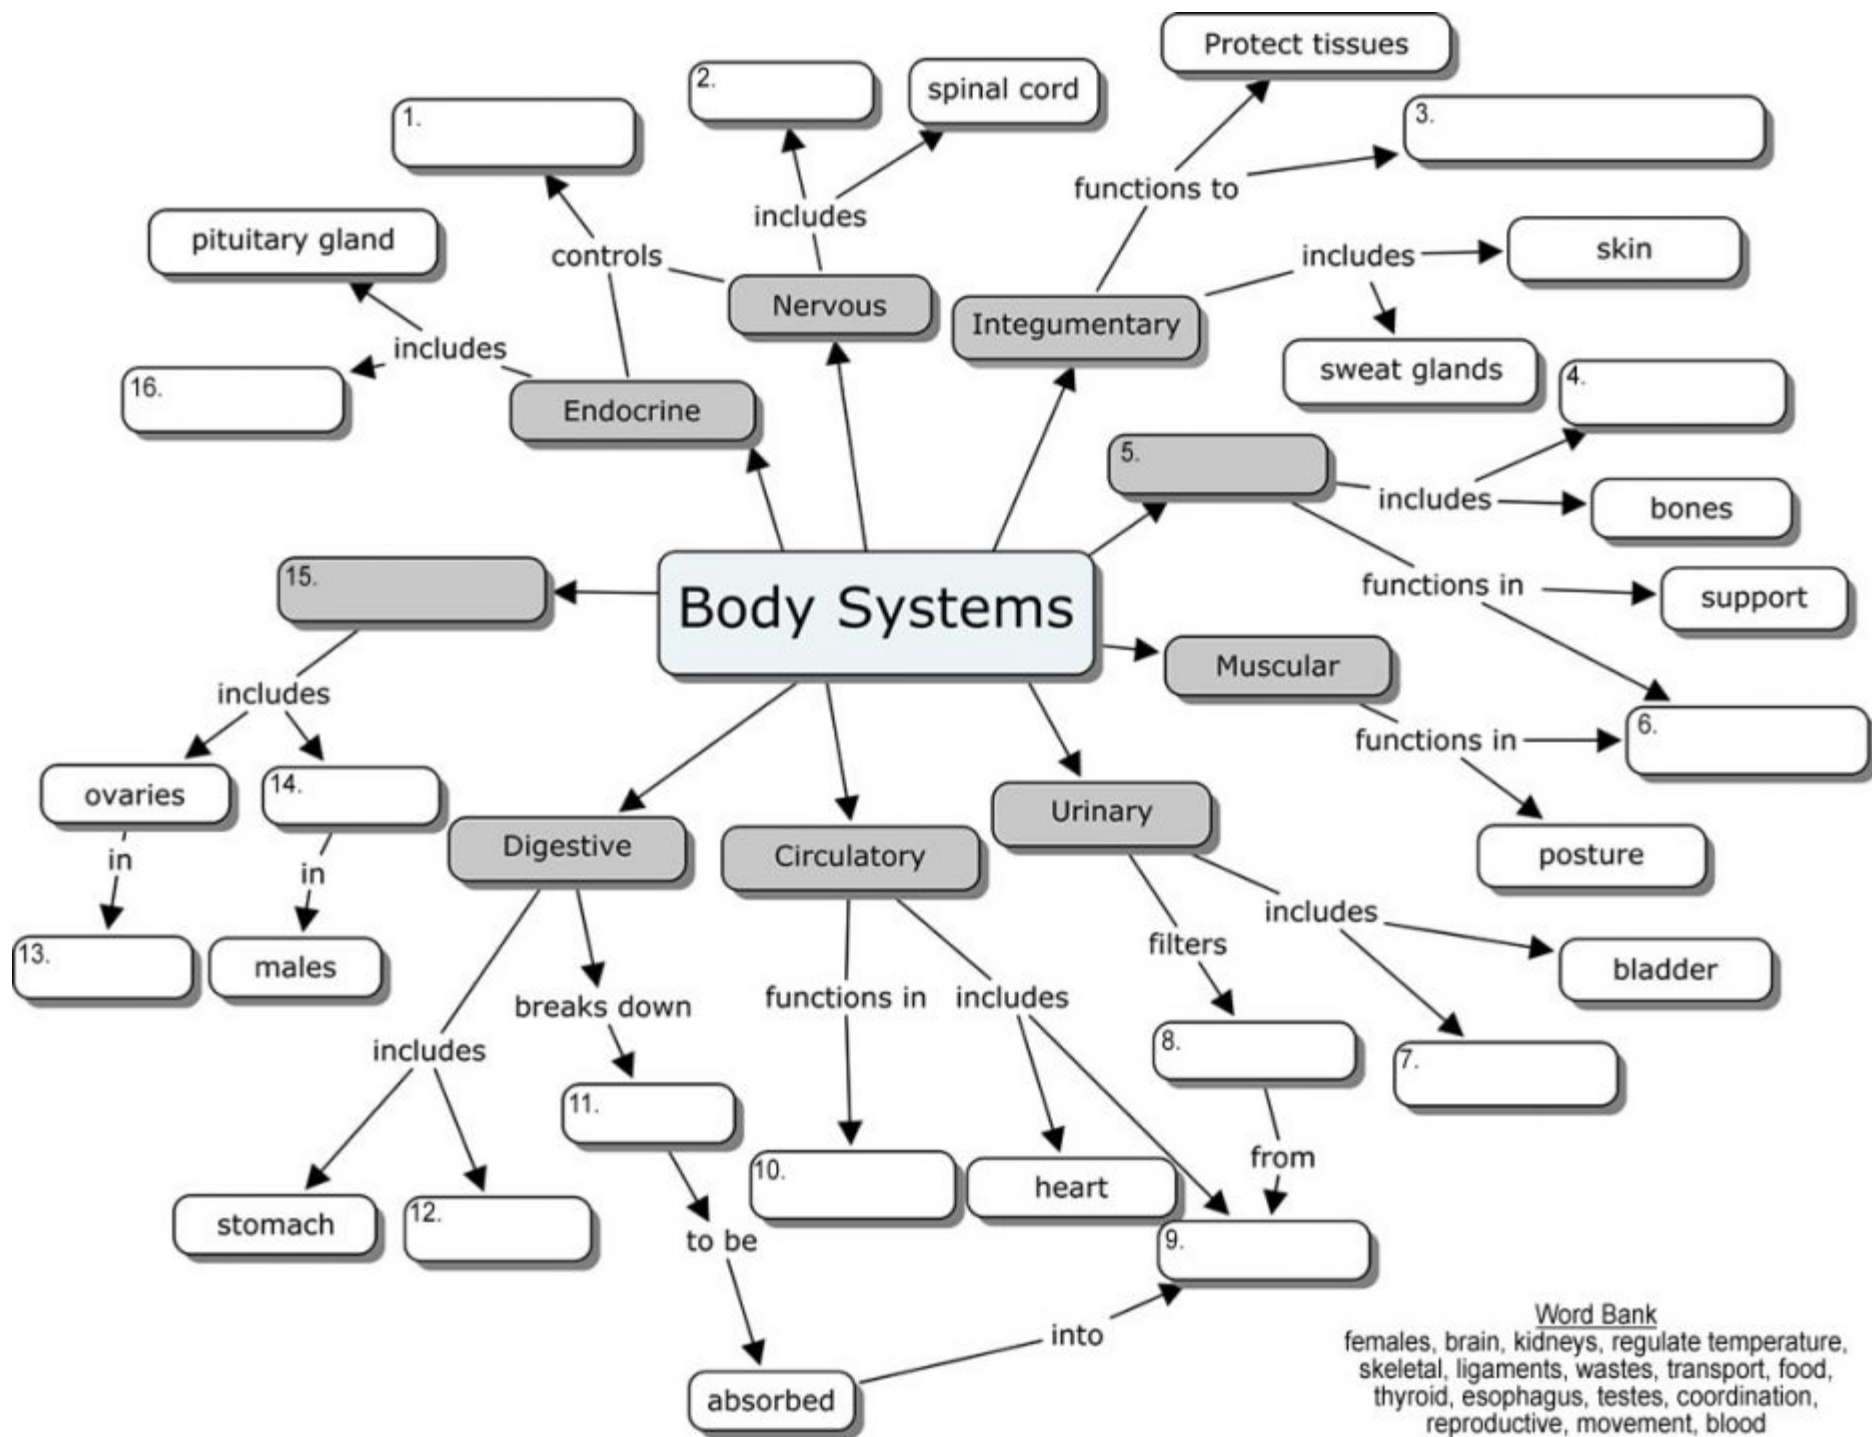 Protect tissues
2.
spinal cord
1.
3.
functions to
includes
pituitary gland
controls
includes
skin
Nervous
Integumentary
includes
16.
Endocrine
sweat glands
4.
5.
includes
bones
15.
Body Systems
functions in
support
Muscular
includes
6.
functions in
ovaries
14.
Digestive
Circulatory
Urinary
posture
in
in
includes
13.
males
filters
bladder
breaks down
functions in
includes
includes
8.
7.
11.
10.
heart
from
stomach
12.
to be
9.
into
absorbed
Word Bank
females, brain, kidneys, regulate temperature,
skeletal, ligaments, wastes, transport, food,
thyroid, esophagus, testes, coordination,
reproductive, movement, blood